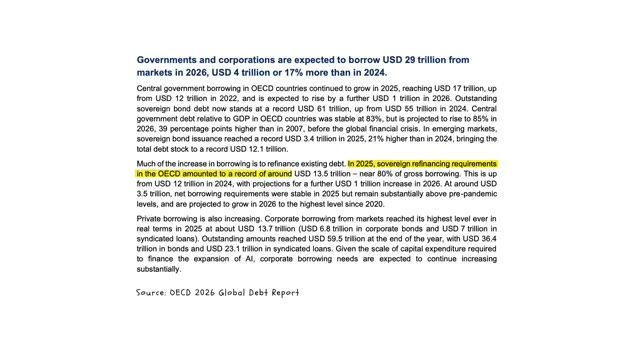 Governments and corporations are expected to borrow USD 29 trillion from
markets in 2026, USD 4 trillion or 17% more than in 2024.
Central government borrowing in OECD countries continued to grow in 2025, reaching USD 17 trillion, up
from USD 12 trillion in 2022, and is expected to rise by a further USD 1 trillion in 2026. Outstanding
sovereign bond debt now stands at a record USD 61 trillion, up from USD 55 trillion in 2024. Central
government debt relative to GDP in OECD countries was stable at 83%, but is projected to rise to 85% in
2026, 39 percentage points higher than in 2007, before the global financial crisis. In emerging markets,
sovereign bond issuance reached a record USD 3.4 trillion in 2025, 21% higher than in 2024, bringing
the total debt stock to a record USD 12.1 trillion.
Much of the increase in borrowing is to refinance existing debt. In 2025, sovereign refinancing requirements
in the OECD amounted to a record of around USD 13.5 trillion – near 80% of gross borrowing. This is up
from USD 12 trillion in 2024, with projections for a further USD 1 trillion increase in 2026. At around USD
3.5 trillion, net borrowing requirements were stable in 2025 but remain substantially above pre-pandemic
levels, and are projected to grow in 2026 to the highest level since 2020.
Private borrowing is also increasing. Corporate borrowing from markets reached its highest level ever in
real terms in 2025 at about USD 13.7 trillion (USD 6.8 trillion in corporate bonds and USD 7 trillion in
syndicated loans). Outstanding amounts reached USD 59.5 trillion at the end of the year, with USD 36.4
trillion in bonds and USD 23.1 trillion in syndicated loans. Given the scale of capital expenditure required
to finance the expansion of AI, corporate borrowing needs are expected to continue increasing
substantially.
Source: OECD 2026 Global Debt Report